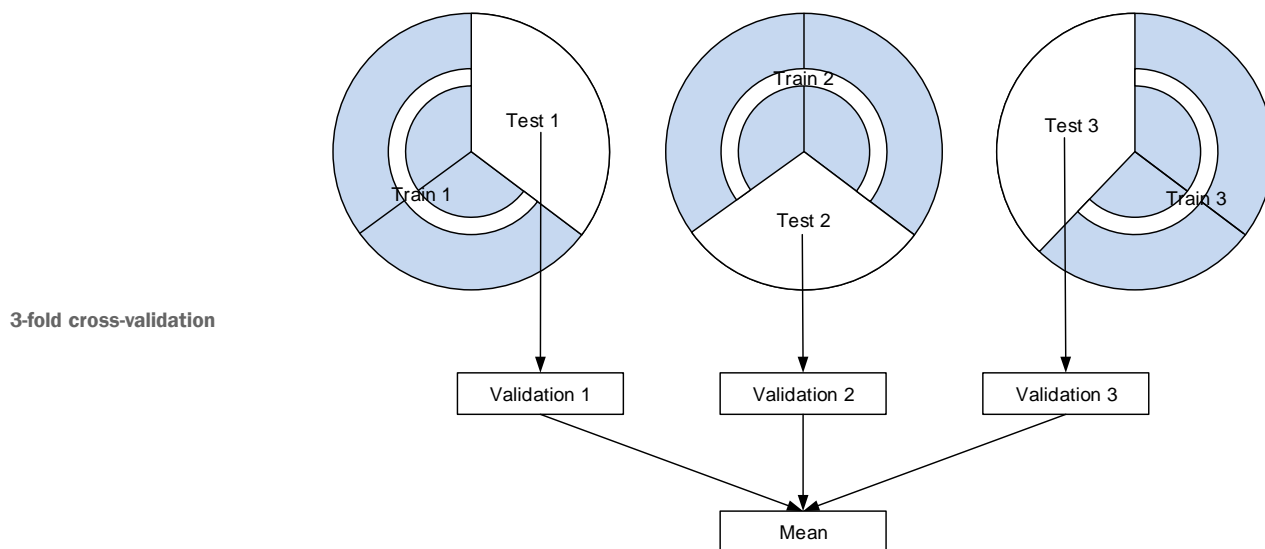 Train 2
Test 1
Test 3
Train 1
Train 3
Test 2
3-fold cross-validation
Validation 1
Validation 2
Validation 3
Mean